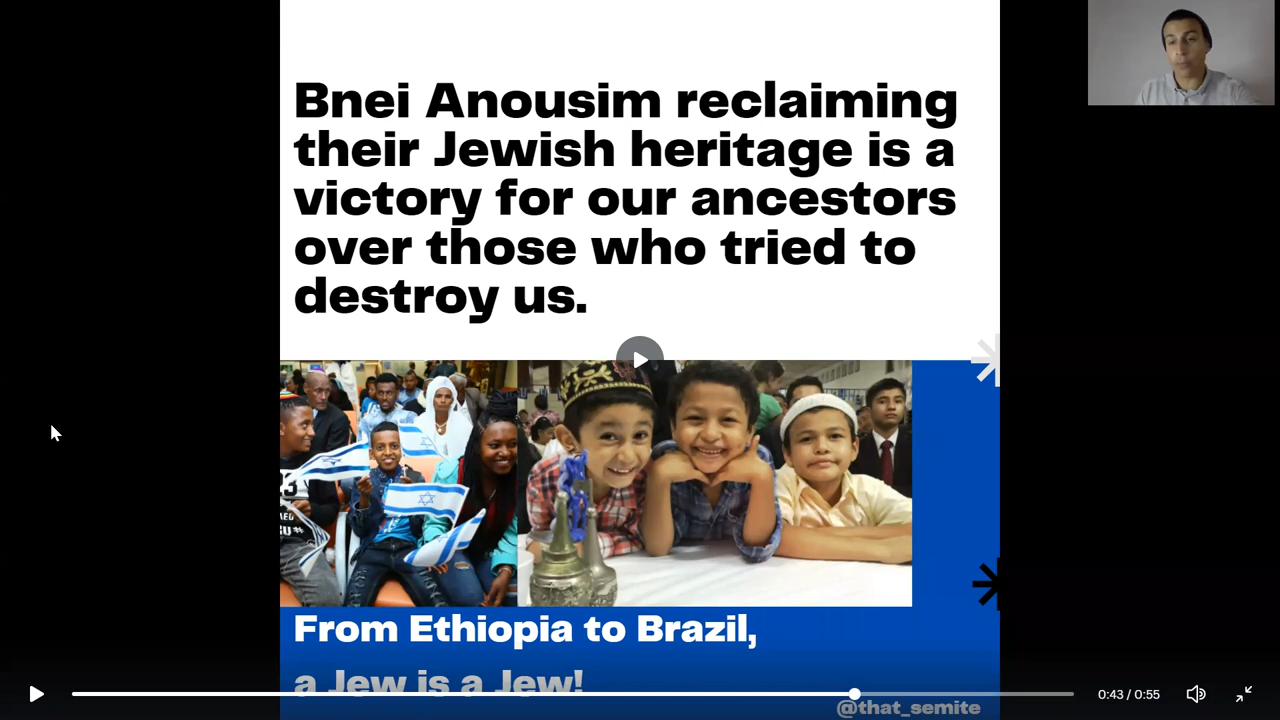 Bnei Anousim reclaiming
their Jewish heritage is a
victory for our ancestors
over those who tried to
destroy us.
From Ethiopia to Brazil,
a Jew is a Jew!
0:43 / 0:55
@that_semite